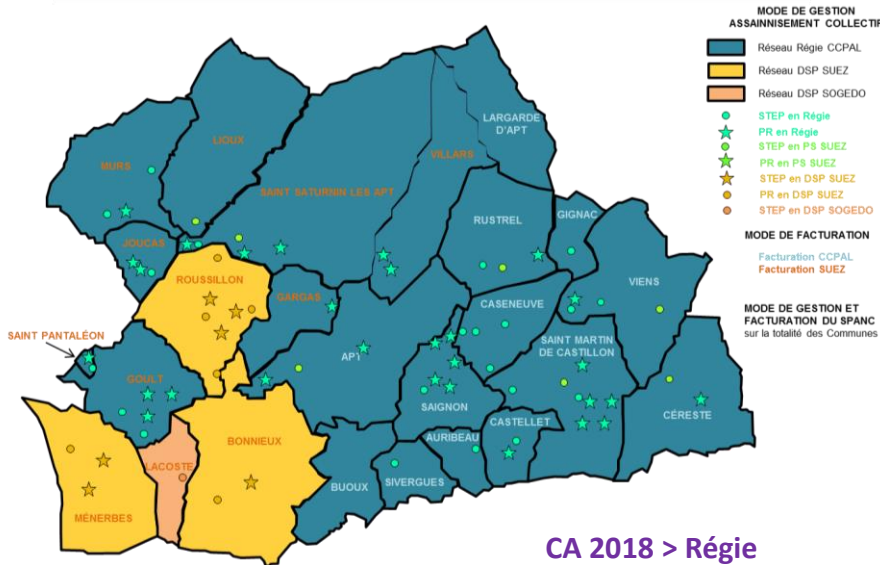 MODE DE GESTION
ASSAINNISEMENT COLLECTIF
Réseau Régie CCPAL
Réseau DSP SUEZ
Réseau DSP SOGEDO
STEP en Régie
PR en Régie
STEP en PS SUEZ
PR en PS SUEZ
STEP en DSP SUEZ
PR en DSP SUEZ
STEP en DSP SOGEDO
MODE DE FACTURATION
Facturation CCPAL
Facturation SUEZ
MODE DE GESTION ET
FACTURATION DU SPANC
sur la totalité des Communes
LARGARDE
D'APT
LIOUX
VILLARS
MURS
SAINT SATURNIN LES APT
RUSTREL
GIGNAC
JOUCAS
ROUSSILLON
VIENS
GARGAS
CASENEUVE
SAINT PANTALÉON
APT
SAINT MARTIN
DE CASTILLON
GOULT
SAIGNON
CÉRESTE
CASTELLET
BONNIEUX
AURIBEAU
LACOSTE
BUOUX
SIVERGUES
MÉNERBES
CA 2018 > Régie